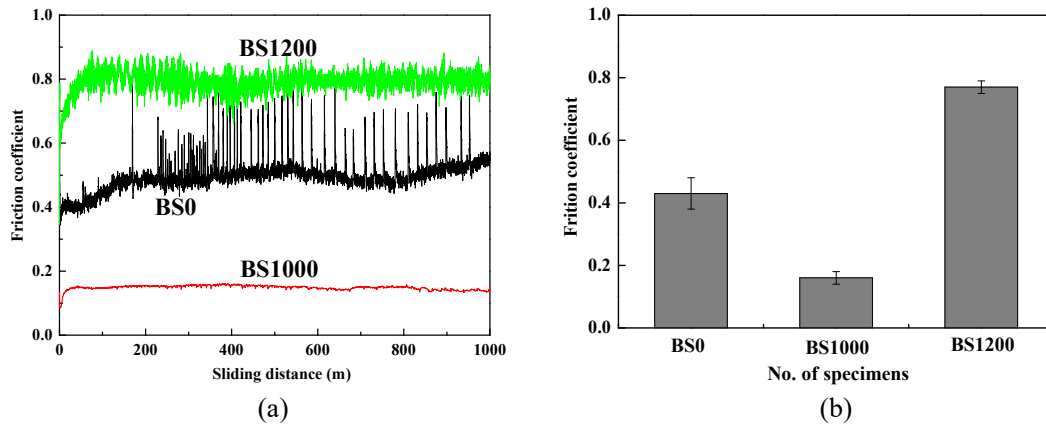 1.0
0.8
0.6
0.4
0.2
0.0
Friction coefficient
BS1200
BS0
BS1000
0 200 400 600 800 1000
Sliding distance (m)
(a)
1.0
0.8
0.6
0.4
0.2
0.0
Frition coefficient
BS0 BS1000 BS1200
No. of specimens
(b)